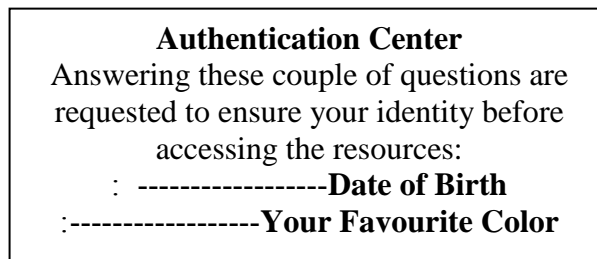 Authentication Center
Answering these couple of questions are
requested to ensure your identity before
accessing the resources:
: ------------------Date of Birth
:------------------Your Favourite Color